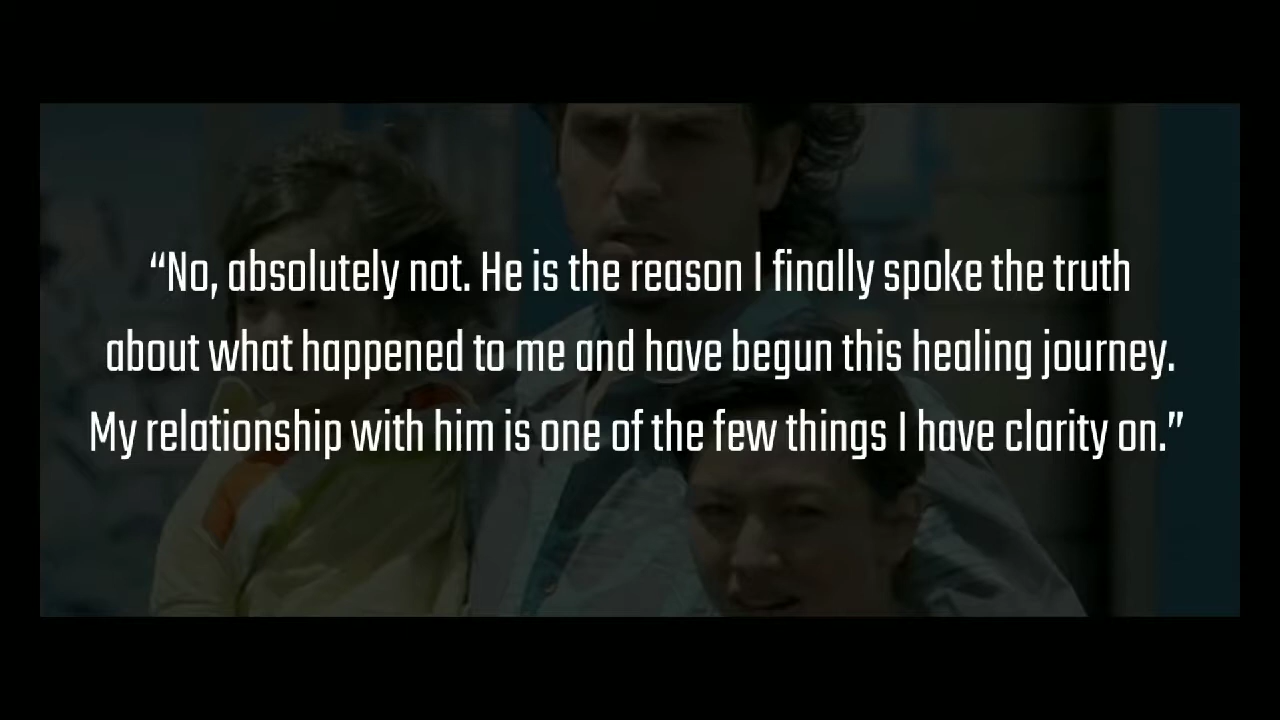 “No, absolutely not. He is the reason I finally spoke the truth
about what happened to me and have begun this healing journey.
My relationship with him is one of the few things I have clarity on.”